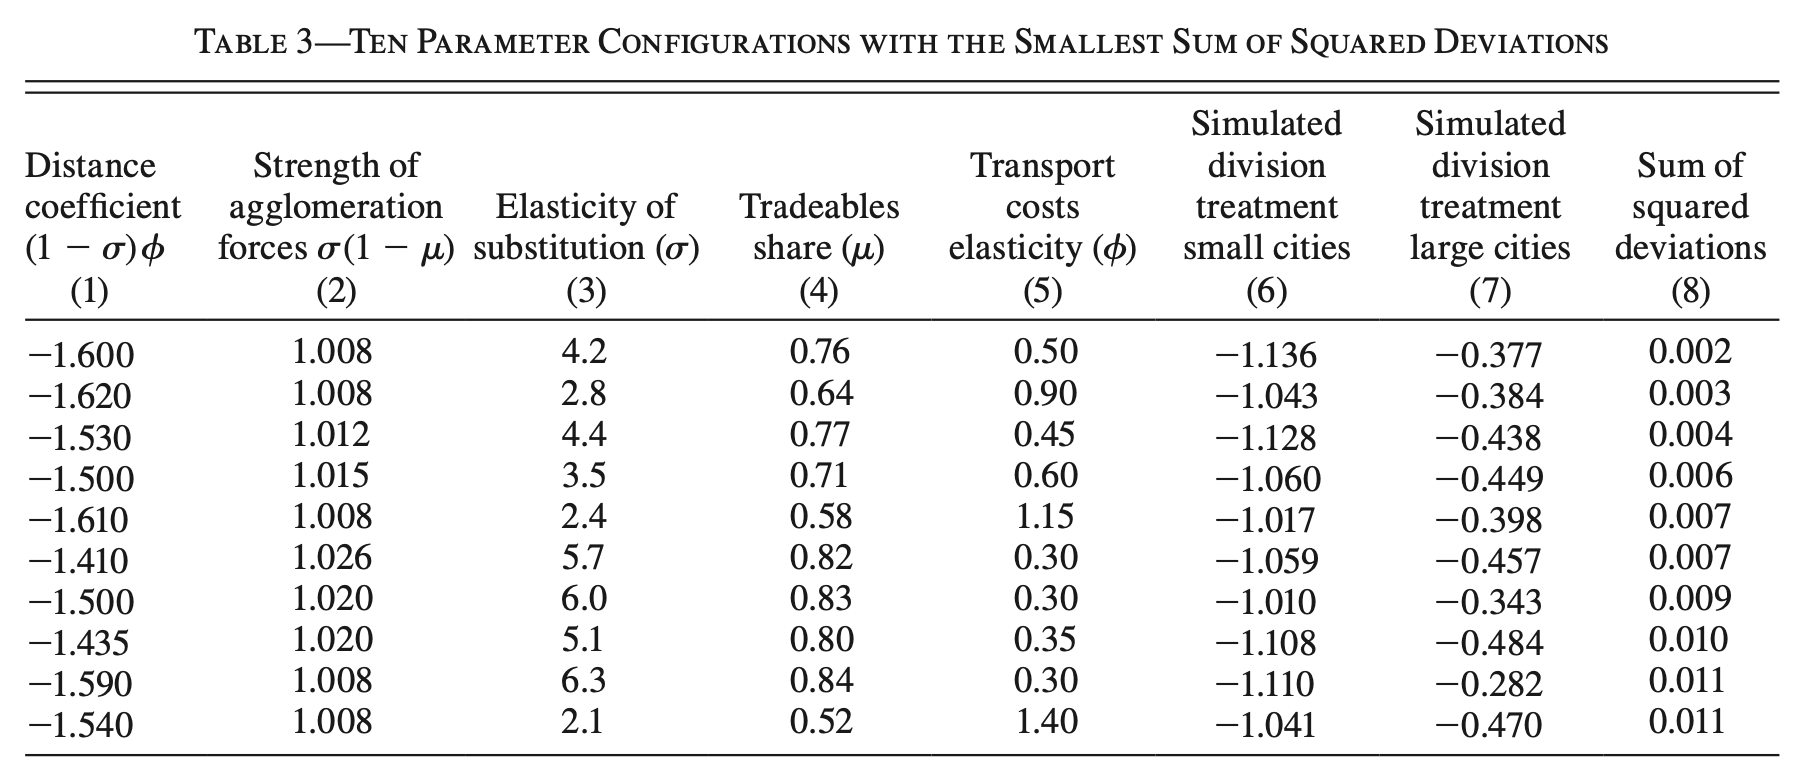 TABLE 3—TEN PARAMETER CONFIGURATIONS WITH THE SMALLEST SUM OF SQUARED DEVIATIONS
Distance coefficient (1 − σ)ϕ (1) Strength of agglomeration forces σ(1 − μ) (2) Elasticity of substitution (σ) (3) Tradeables share (μ) (4) Transport costs elasticity (ϕ) (5) Simulated division treatment small cities (6) Simulated division treatment large cities (7) Sum of squared deviations (8)
−1.600 1.008 4.2 0.76 0.50 −1.136 −0.377 0.002
−1.620 1.008 2.8 0.64 0.90 −1.043 −0.384 0.003
−1.530 1.012 4.4 0.77 0.45 −1.128 −0.438 0.004
−1.500 1.015 3.5 0.71 0.60 −1.060 −0.449 0.006
−1.610 1.008 2.4 0.58 1.15 −1.017 −0.398 0.007
−1.410 1.026 5.7 0.82 0.30 −1.059 −0.457 0.007
−1.500 1.020 6.0 0.83 0.30 −1.010 −0.343 0.009
−1.435 1.020 5.1 0.80 0.35 −1.108 −0.484 0.010
−1.590 1.008 6.3 0.84 0.30 −1.110 −0.282 0.011
−1.540 1.008 2.1 0.52 1.40 −1.041 −0.470 0.011